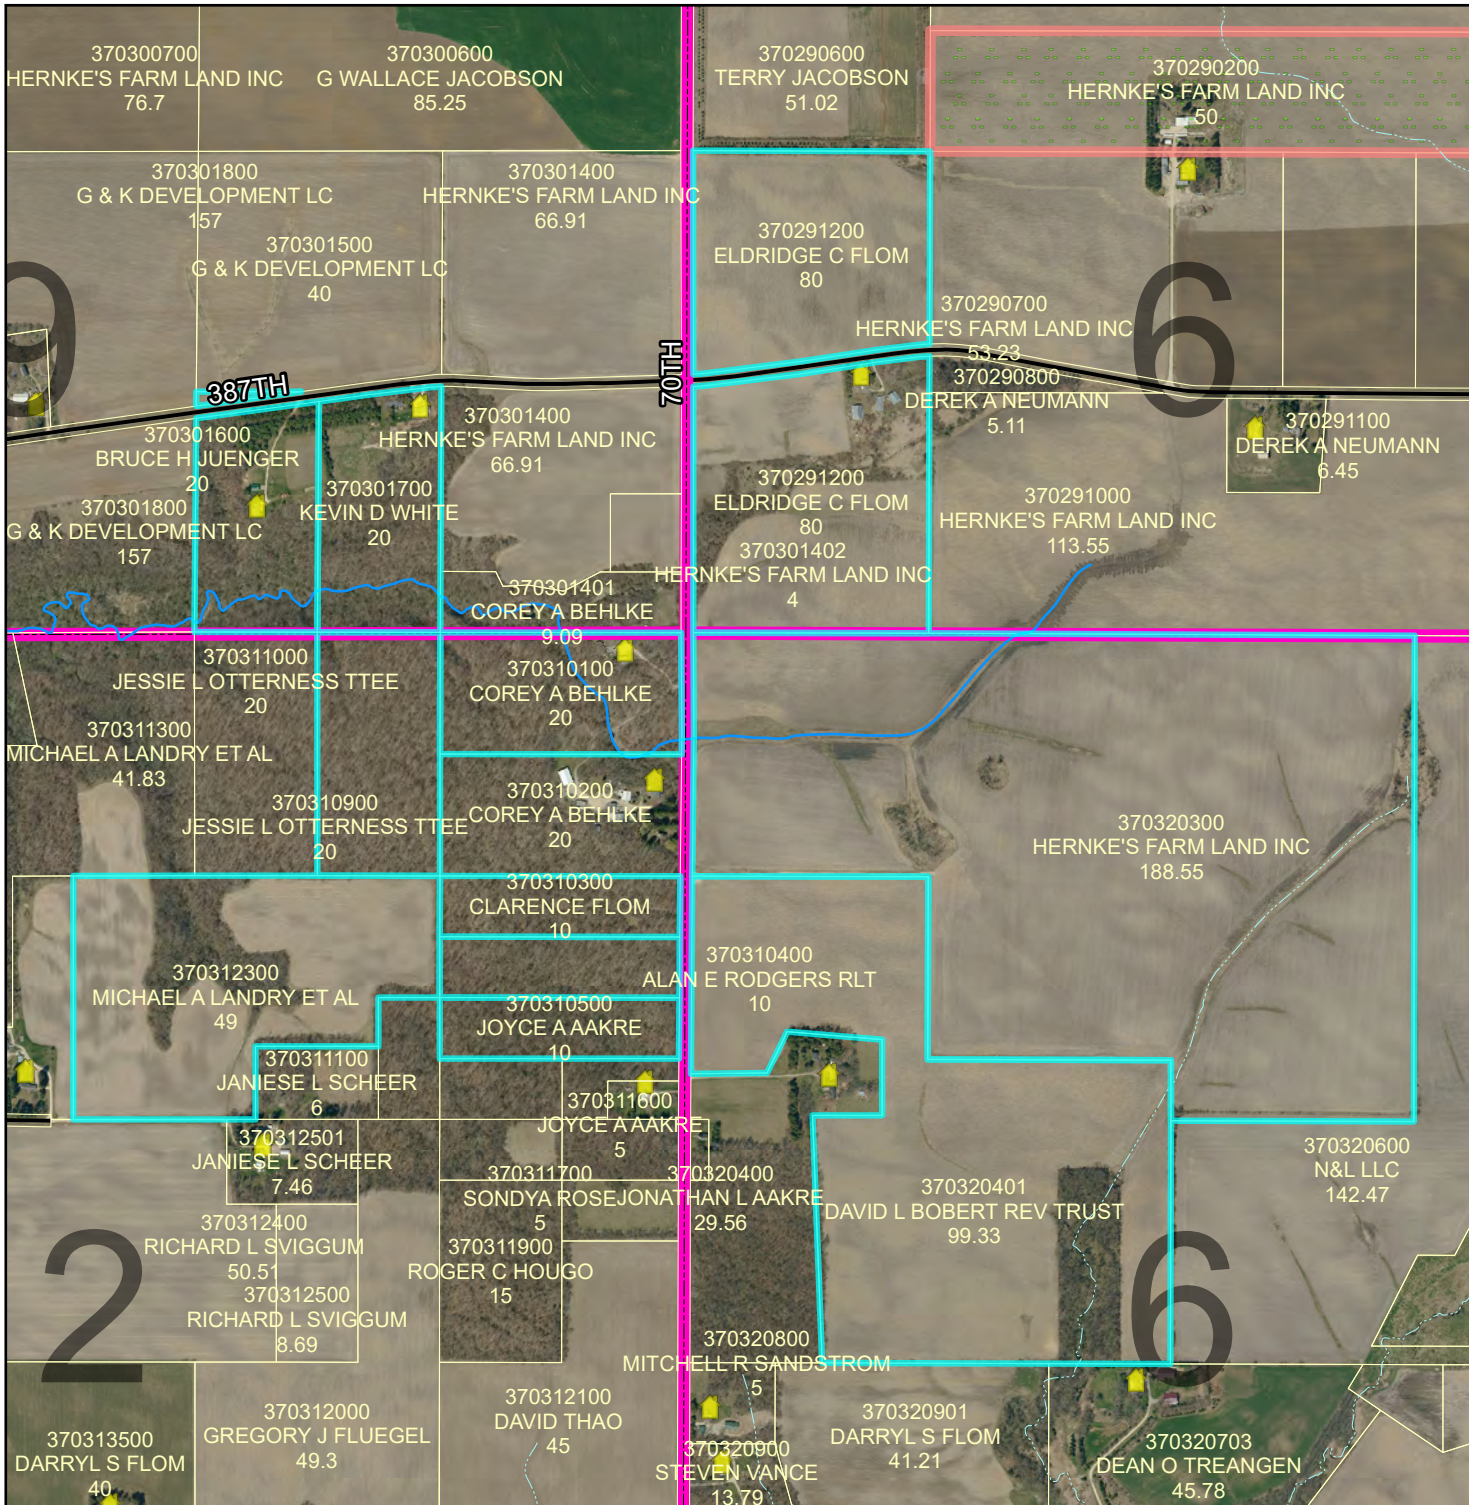 370300700
HERNKE'S FARM LAND INC
76.7
370300600
G WALLACE JACOBSON
85.25
370290600
TERRY JACOBSON
51.02
370290200
HERNKE'S FARM LAND INC
50
370301800
G & K DEVELOPMENT LC
157
370301400
HERNKE'S FARM LAND INC
66.91
370301500
G & K DEVELOPMENT LC
40
370291200
ELDRIDGE C FLOM
80
9
6
370290700
HERNKE'S FARM LAND INC
53.23
370290800
DEREK A NEUMANN
5.11
70TH
387TH
370301600
BRUCE H JUENGER
20
370301400
HERNKE'S FARM LAND INC
66.91
370291100
DEREK A NEUMANN
6.45
370301700
KEVIN D WHITE
20
370301800
G & K DEVELOPMENT LC
157
370291200
ELDRIDGE C FLOM
80
370291000
HERNKE'S FARM LAND INC
113.55
370301402
HERNKE'S FARM LAND INC
4
370301401
COREY A BEHLKE
9.09
370311000
JESSIE L OTTERNESS TTEE
20
370310100
COREY A BEHLKE
20
370311300
MICHAEL A LANDRY ET AL
41.83
370310900
JESSIE L OTTERNESS TTEE
20
370310200
COREY A BEHLKE
20
370320300
HERNKE'S FARM LAND INC
188.55
370310300
CLARENCE FLOM
10
370312300
MICHAEL A LANDRY ET AL
49
370310400
ALAN E RODGERS RLT
10
370310500
JOYCE A AAKRE
10
370311100
JANIESE L SCHEER
6
370311600
JOYCE A AAKRE
5
370312501
JANIESE L SCHEER
7.46
370311700
SONDYA ROSE
5
370320400
JONATHAN L AAKRE
29.56
370320401
DAVID L BOBERT REV TRUST
99.33
370320600
N&L LLC
142.47
370312400
RICHARD L SVIGGUM
50.51
370311900
ROGER C HOUGO
15
370312500
RICHARD L SVIGGUM
8.69
2
6
370320800
MITCHELL R SANDSTROM
5
370312000
GREGORY J FLUEGEL
49.3
370312100
DAVID THAO
45
370320901
DARRYL S FLOM
41.21
370313500
DARRYL S FLOM
40
370320900
STEVEN VANCE
13.79
370320703
DEAN O TREANGEN
45.78